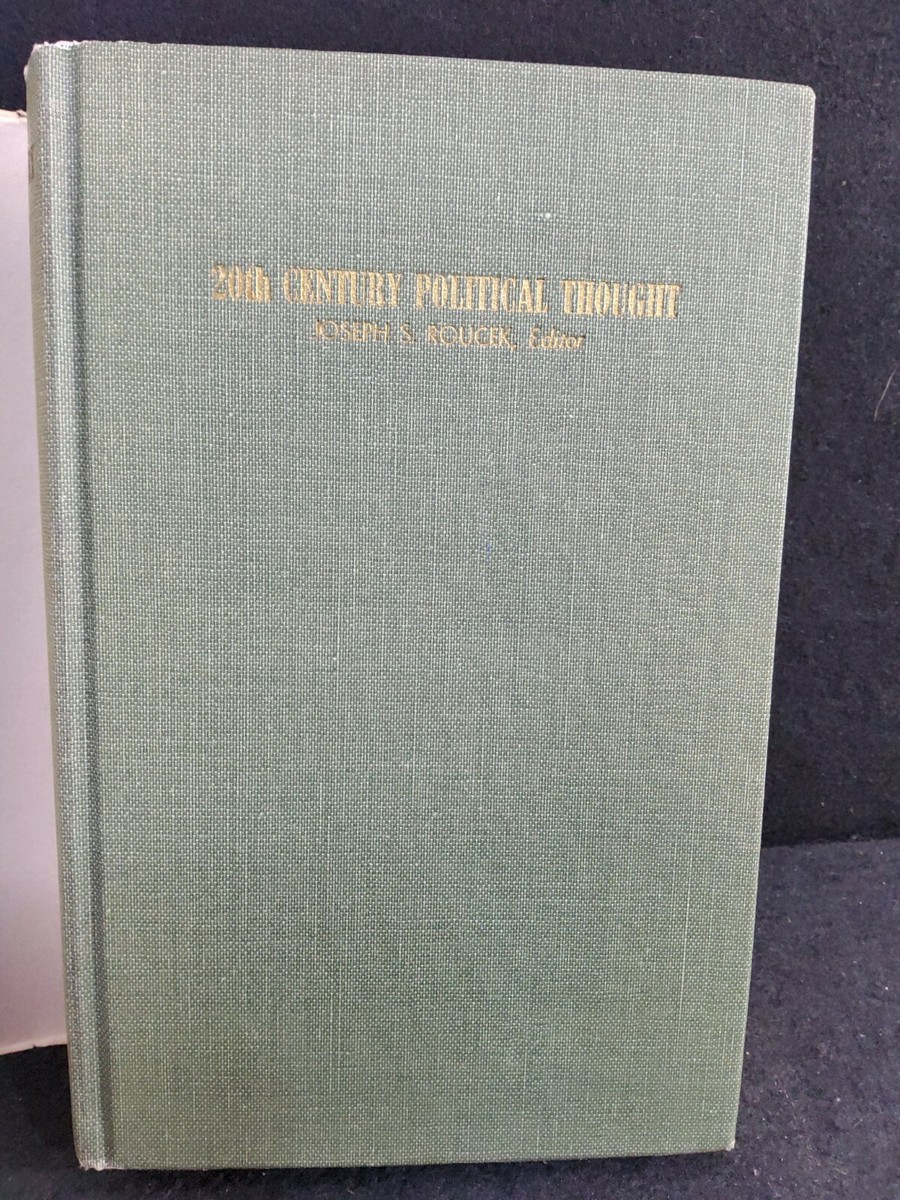 20th CENTURY POLITICAL THOUGHT
JOSEPH S. ROUCEK, Editor